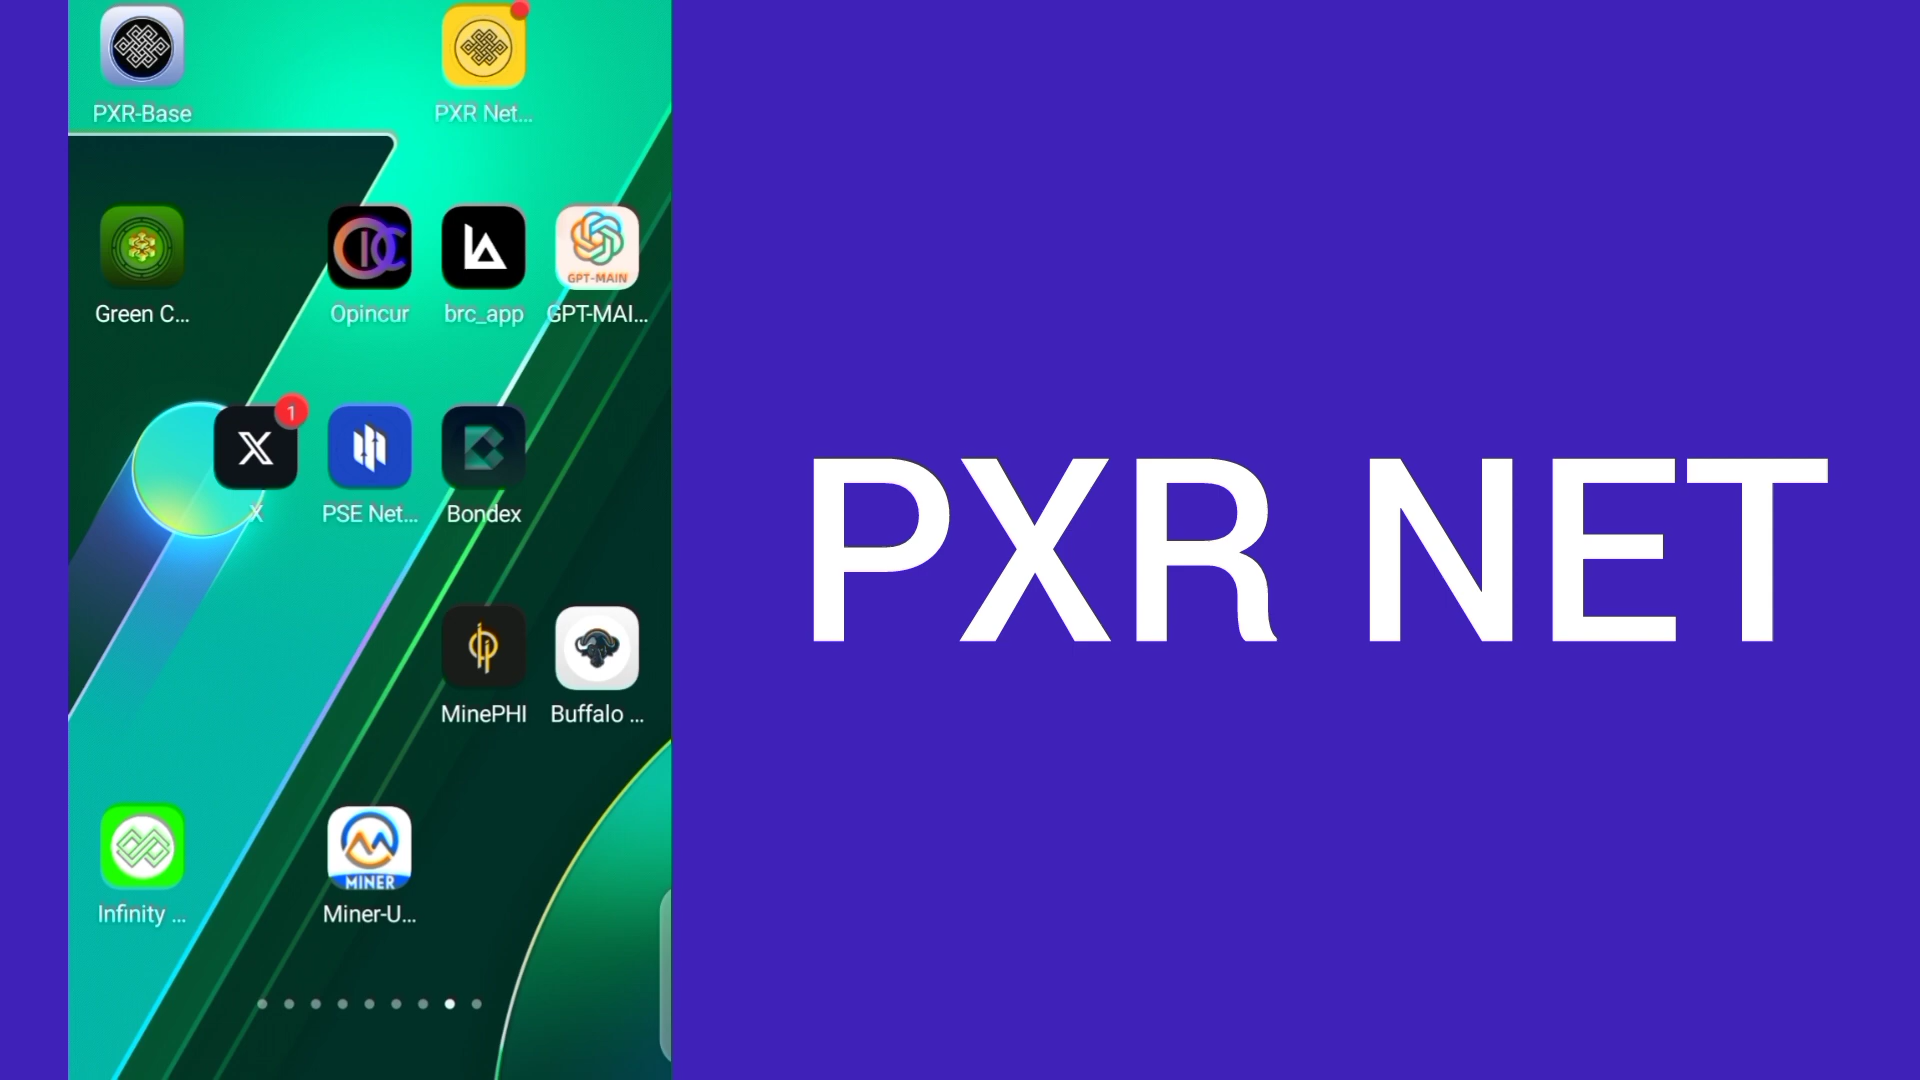 PXR-Base
PXR Net...
GPT-MAIN
Green C...
Opincur
brc_app
GPT-MAI...
1
X
PSE Net...
Bondex
MinePHI
Buffalo ...
MINER
Infinity ...
Miner-U...
PXR NET